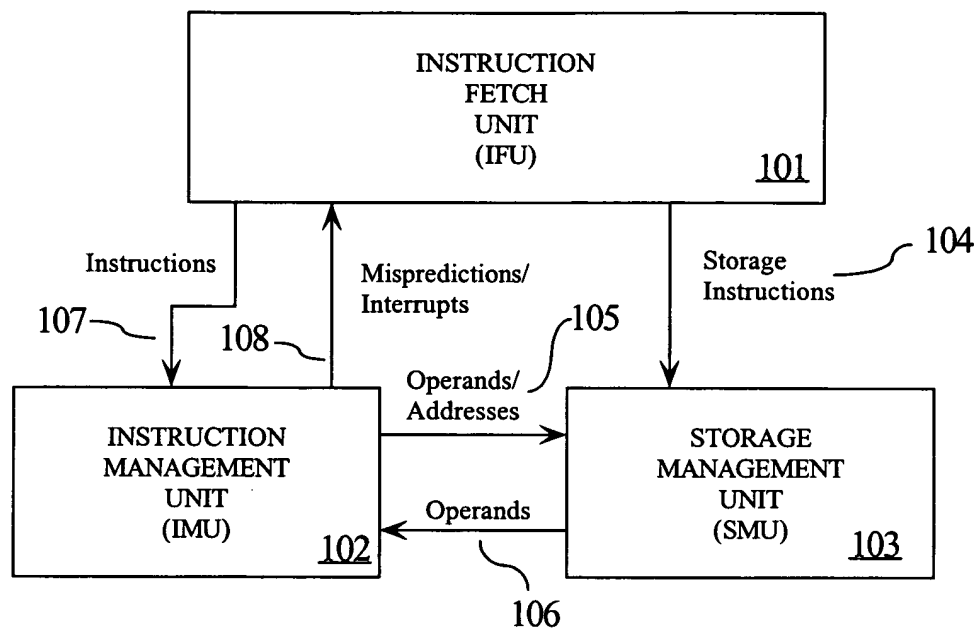 INSTRUCTION
FETCH
UNIT
(IFU)
101
Instructions
107
Mispredictions/
Interrupts
108
Storage
Instructions
104
105
Operands/
Addresses
INSTRUCTION
MANAGEMENT
UNIT
(IMU)
102
Operands
106
STORAGE
MANAGEMENT
UNIT
(SMU)
103